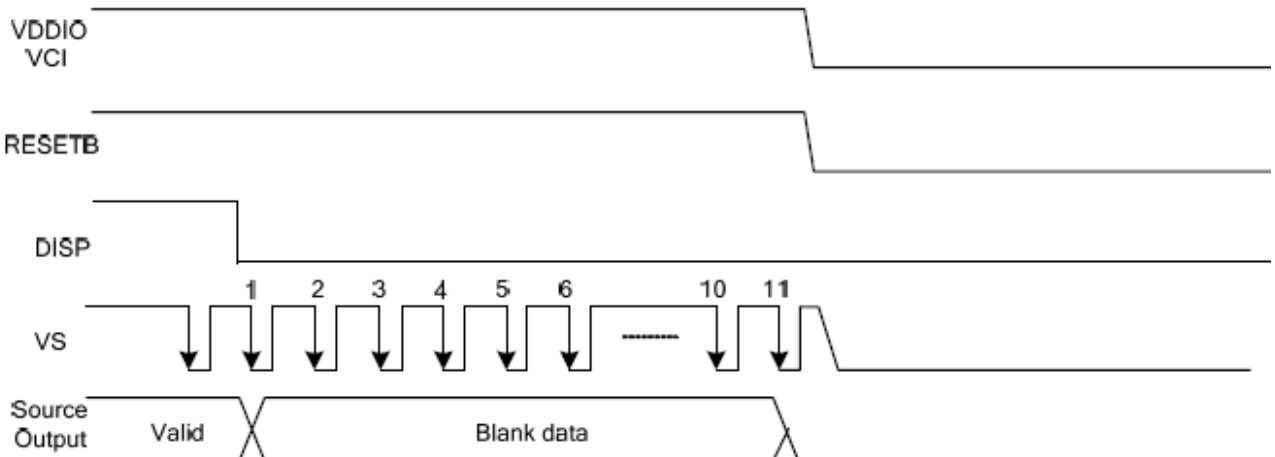 VDDIO
VCI
RESETB
DISP
1 2 3 4 5 6 10 11
VS
Source
Output
Valid
Blank data